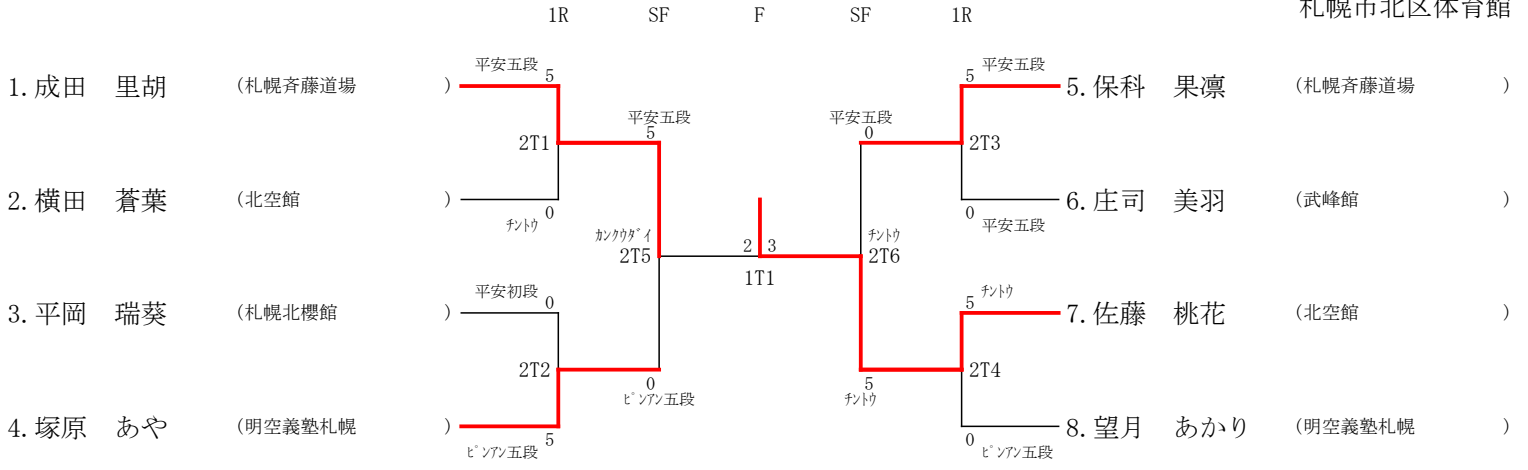 札幌市北区体育館
1R SF F SF 1R
平安五段 5 5 平安五段
1. 成田 里胡 (札幌斉藤道場 ) 5. 保科 果凛 (札幌斉藤道場 )
平安五段 平安五段
5 0
2T1 2T3
2. 横田 蒼葉 (北空館 ) 6. 庄司 美羽 (武峰館 )
チントウ 0 0 平安五段
カンクウダイ 2 3 チントウ
2T5 2T6
1T1
平安初段 0 5 チントウ
3. 平岡 瑞葵 (札幌北櫻館 ) 7. 佐藤 桃花 (北空館 )
2T2 2T4
0 5
ピンアン五段 チントウ
4. 塚原 あや (明空義塾札幌 ) 8. 望月 あかり (明空義塾札幌 )
ピンアン五段 5 0 ピンアン五段